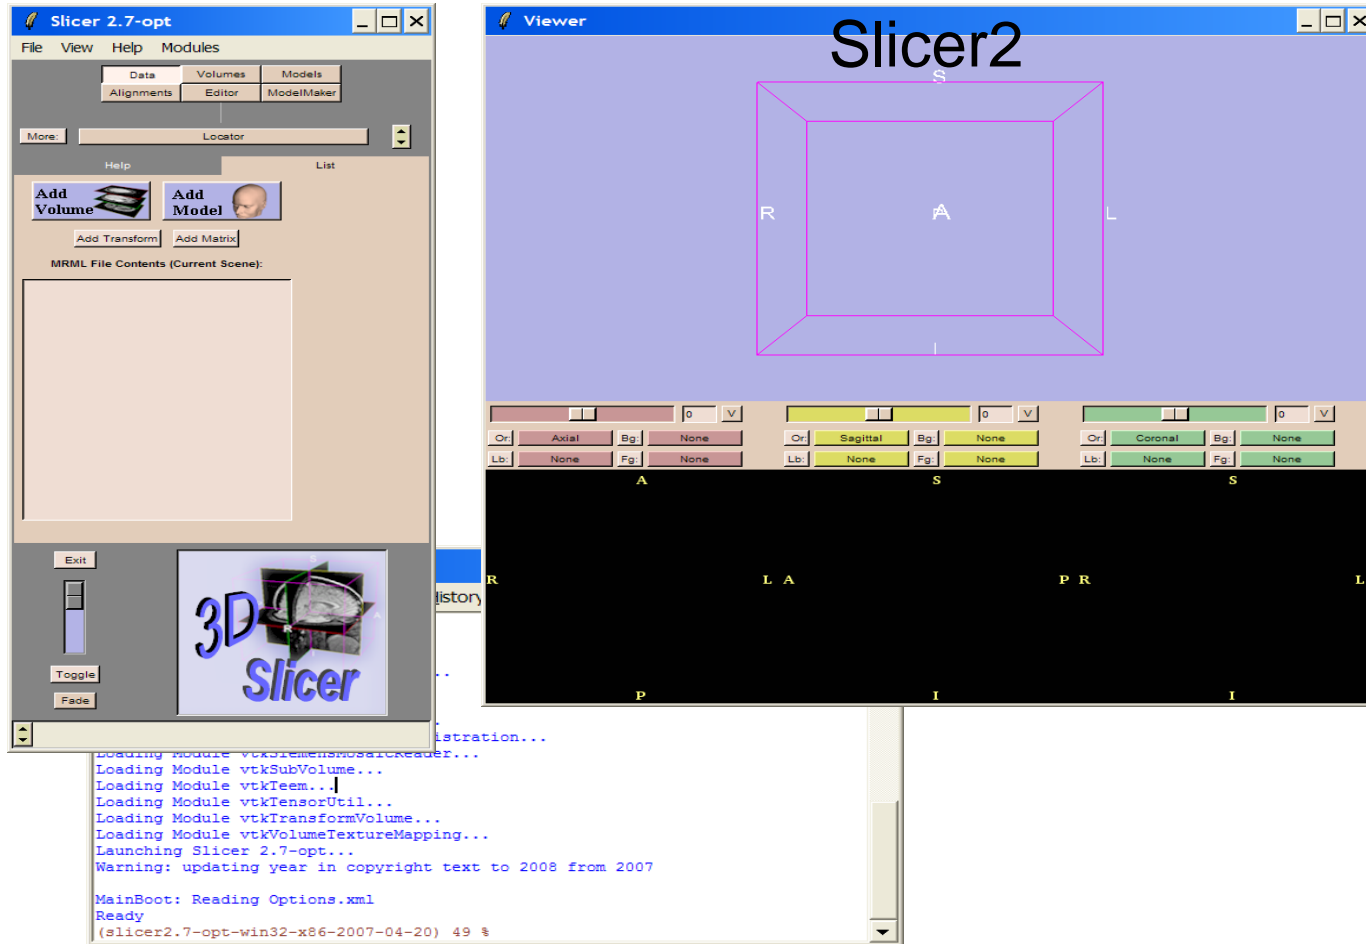 Slicer 2.7-opt
File View Help Modules
Data Volumes Models
Alignments Editor ModelMaker
More: Locator
Help List
Add Volume
Add Model
Add Transform Add Matrix
MRML File Contents (Current Scene):
Exit
Toggle
Fade
3D
Slicer
S
A
R
Viewer
Slicer2
S
R A L
I
0 V 0 V 0 V
Or: Axial Bg: None Or: Sagittal Bg: None Or: Coronal Bg: None
Lb: None Fg: None Lb: None Fg: None Lb: None Fg: None
A S S
R L A P R L
P I I
History
..
.
istration...
Loading Module vtkSiemensMosaicReader...
Loading Module vtkSubVolume...
Loading Module vtkTeem...
Loading Module vtkTensorUtil...
Loading Module vtkTransformVolume...
Loading Module vtkVolumeTextureMapping...
Launching Slicer 2.7-opt...
Warning: updating year in copyright text to 2008 from 2007
MainBoot: Reading Options.xml
Ready
(slicer2.7-opt-win32-x86-2007-04-20) 49 %